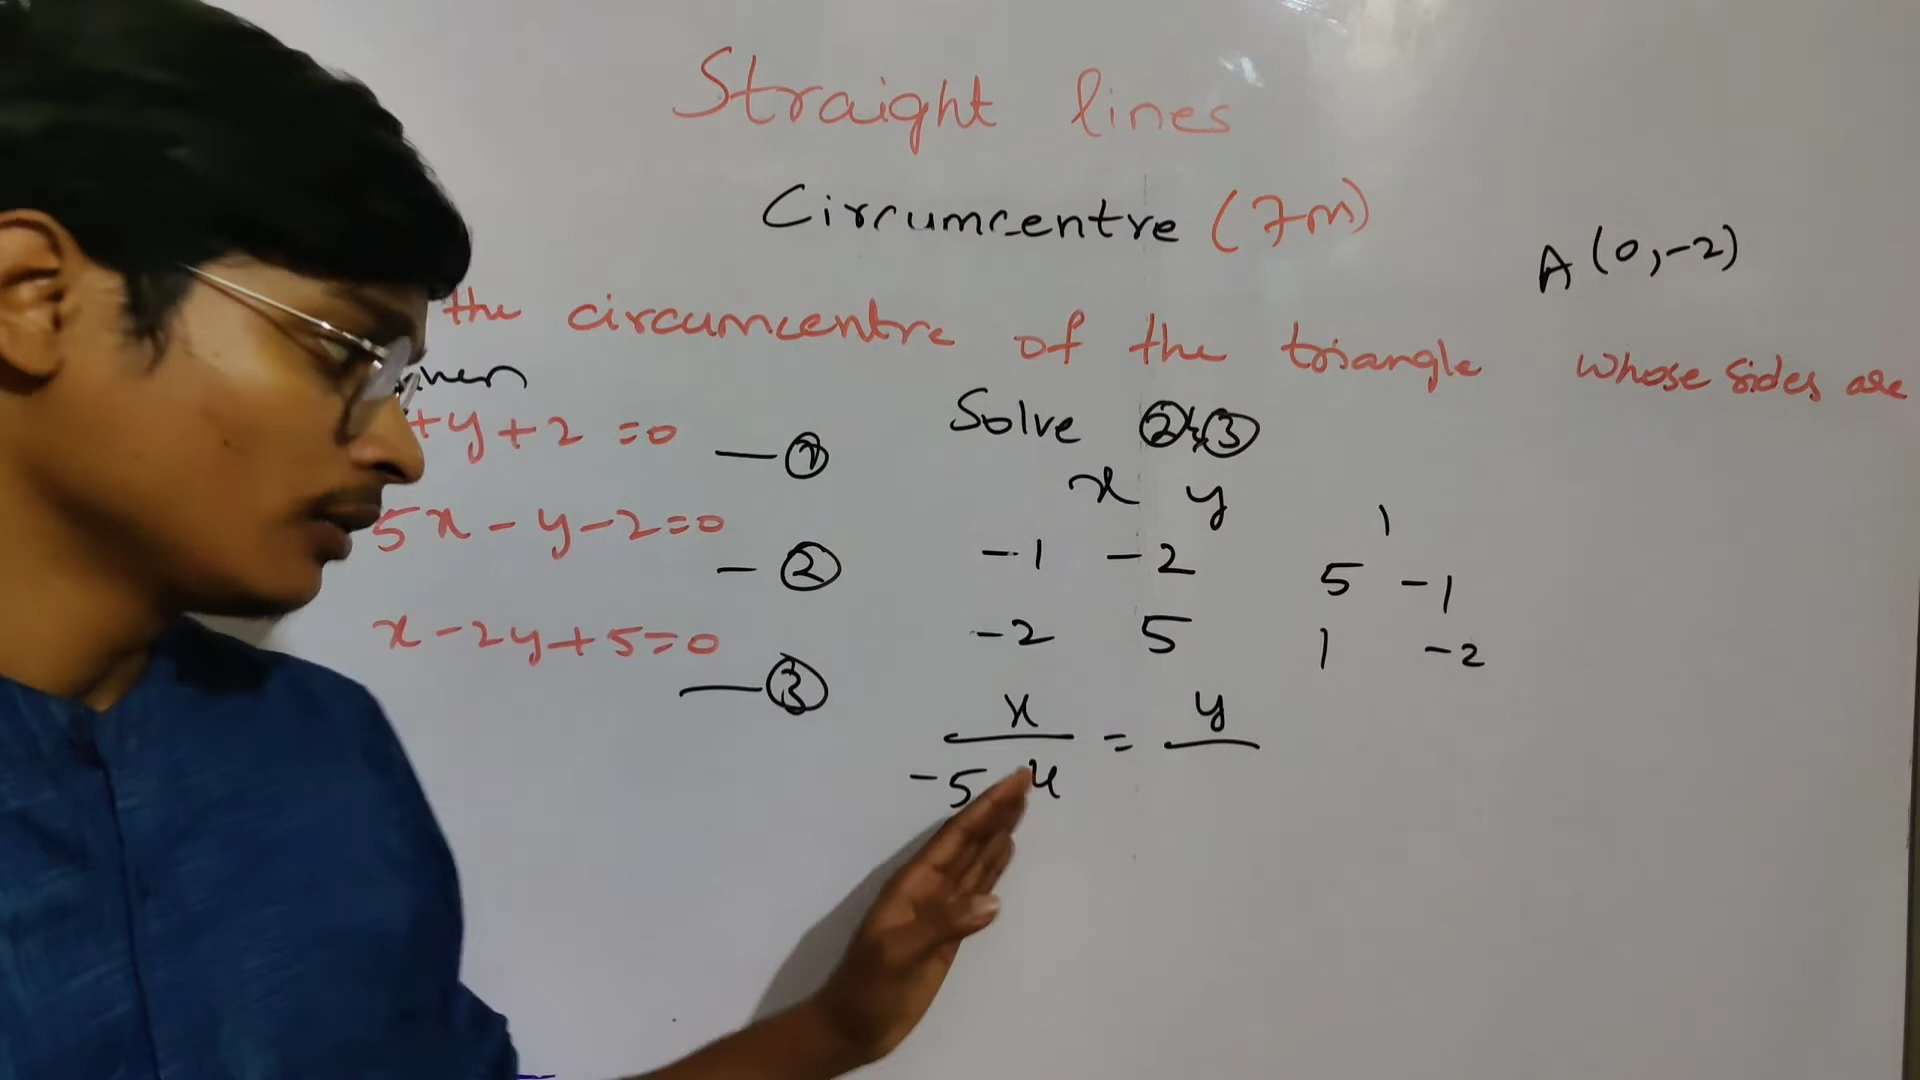 Straight lines
Circumcentre (7m)
A (0,-2)
the circumcentre of the triangle whose sides are
+y+2=0 —①
5x-y-2=0 —②
x-2y+5=0 —③
Solve ② ③
x y 1
-1 -2 5 -1
-2 5 1 -2
x = y
-5